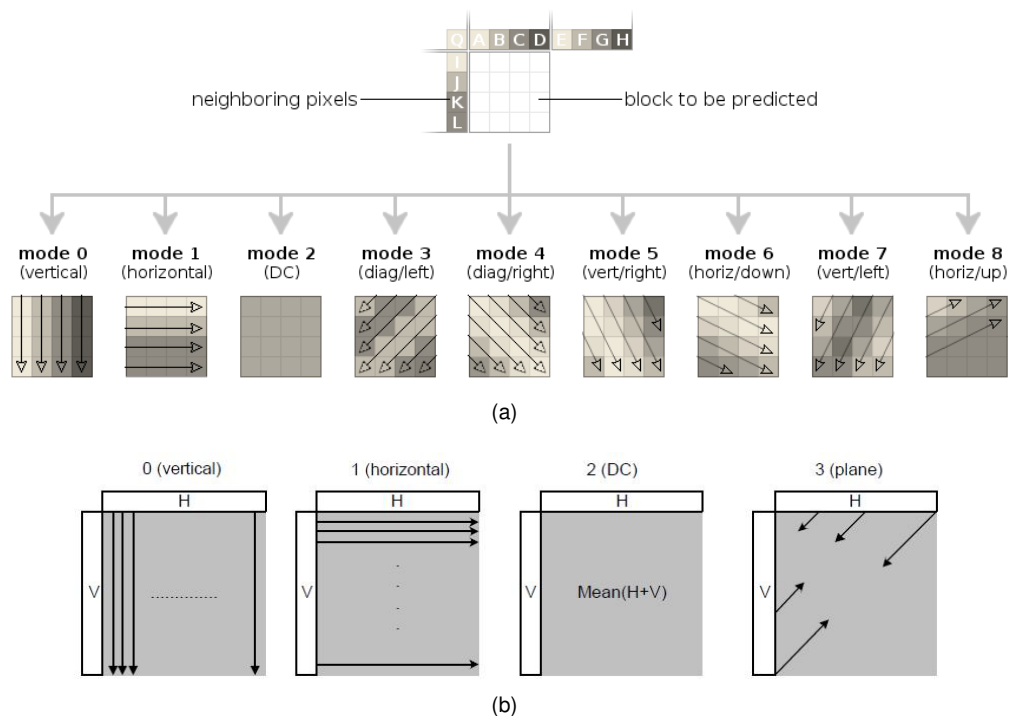 Q A B C D E F G H
I
J
K
L
neighboring pixels
block to be predicted
mode 0 mode 1 mode 2 mode 3 mode 4 mode 5 mode 6 mode 7 mode 8
(vertical) (horizontal) (DC) (diag/left) (diag/right) (vert/right) (horiz/down) (vert/left) (horiz/up)
(a)
0 (vertical) 1 (horizontal) 2 (DC) 3 (plane)
H H H H
V V V Mean(H+V) V
(b)